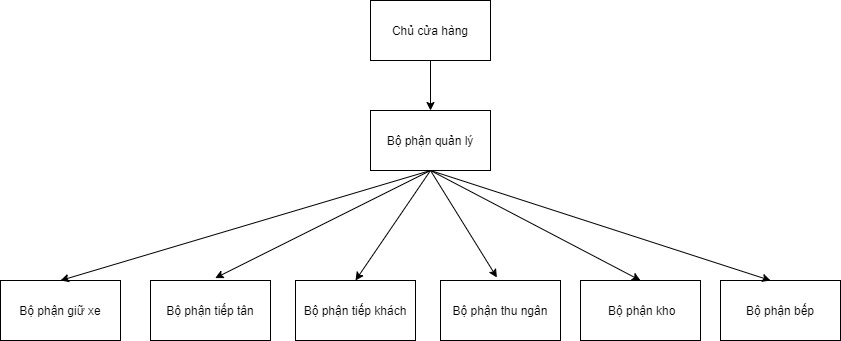 Chủ cửa hàng
Bộ phận quản lý
Bộ phận giữ xe
Bộ phận tiếp tân
Bộ phận tiếp khách
Bộ phận thu ngân
Bộ phận kho
Bộ phận bếp